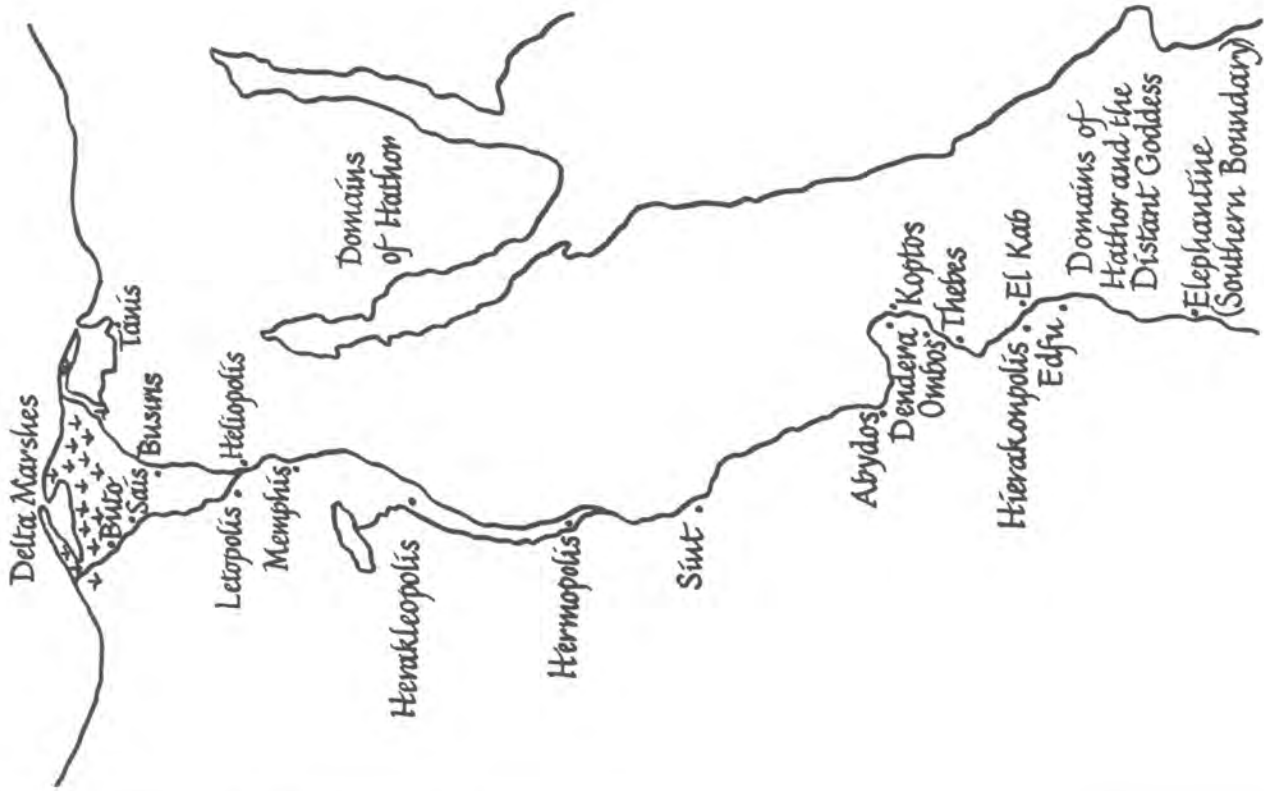 Delta Marshes
Tanis
Buto
Sais
Busiris
Letopolis
Heliopolis
Memphis
Domains
of Hathor
Herakleopolis
Hermopolis
Siut
Abydos
Dendera
Koptos
Ombos
Thebes
Hierakonpolis
El Kab
Edfu
Domains of
Hathor and the
Distant Goddess
Elephantine
(Southern Boundary)